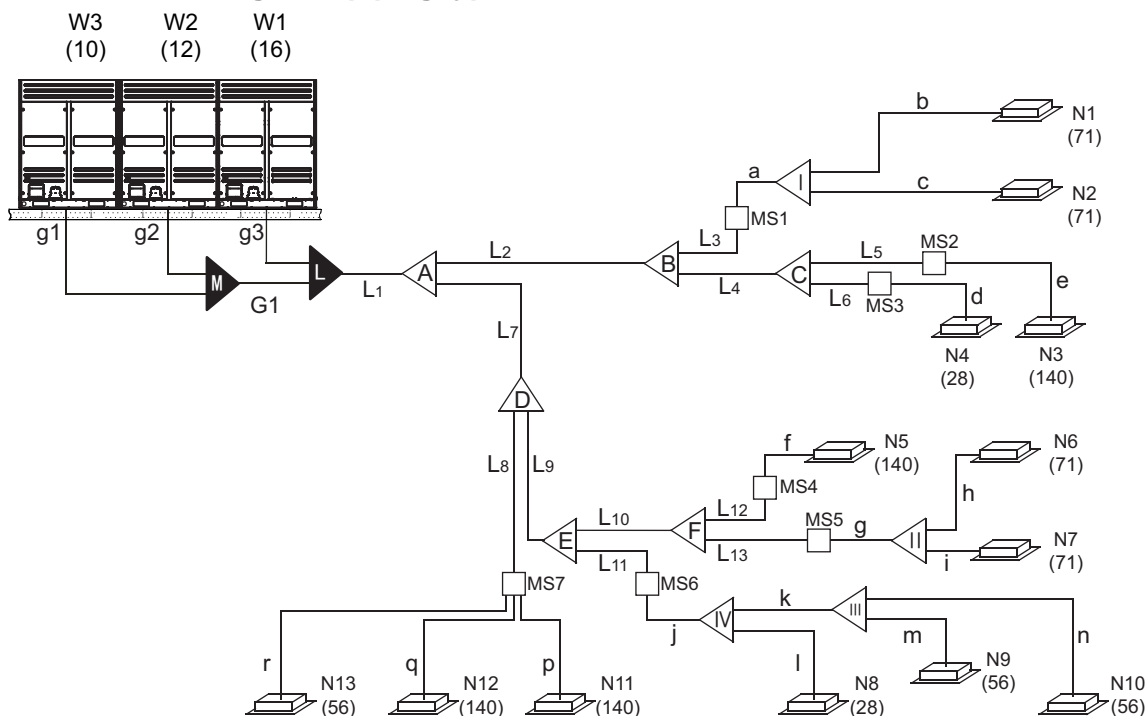 W3 W2 W1
(10) (12) (16)
g1 g2 g3
M
G1
L
L1
A
L2
L7
B
L3
L4
a
MS1
I
b
N1
(71)
c
N2
(71)
C
L5
MS2
e
L6
MS3
d
N4
(28)
N3
(140)
D
L8
L9
E
L10
L11
F
L12
MS4
f
N5
(140)
L13
MS5
g
II
h
N6
(71)
i
N7
(71)
MS7
MS6
j
IV
k
III
l
m
n
N8
(28)
N9
(56)
N10
(56)
r
q
p
N13
(56)
N12
(140)
N11
(140)